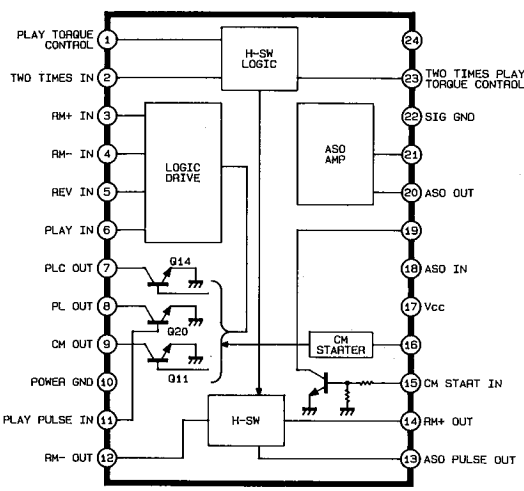 PLAY TORQUE
CONTROL
1
TWO TIMES IN
2
RM+ IN
3
RM- IN
4
REV IN
5
PLAY IN
6
PLC OUT
7
PL OUT
8
CM OUT
9
POWER GND
10
PLAY PULSE IN
11
RM- OUT
12
H-SW
LOGIC
LOGIC
DRIVE
ASO
AMP
Q14
Q20
Q11
CM
STARTER
H-SW
24
23
TWO TIMES PLAY
TORQUE CONTROL
22
SIG GND
21
20
ASO OUT
19
18
ASO IN
17
Vcc
16
15
CM START IN
14
RM+ OUT
13
ASO PULSE OUT